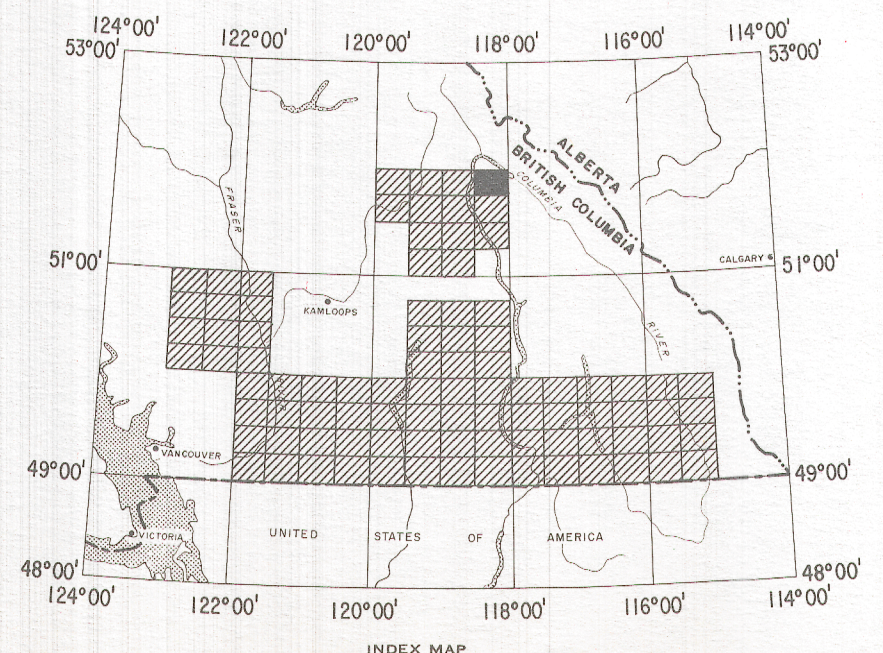 124°00' 122°00' 120°00' 118°00' 116°00' 114°00'
53°00' 53°00'
ALBERTA
BRITISH COLUMBIA
COLUMBIA
FRASER
51°00' CALGARY 51°00'
KAMLOOPS
RIVER
VANCOUVER
49°00' 49°00'
VICTORIA UNITED STATES OF AMERICA
48°00' 48°00'
124°00' 122°00' 120°00' 118°00' 116°00' 114°00'
INDEX MAP